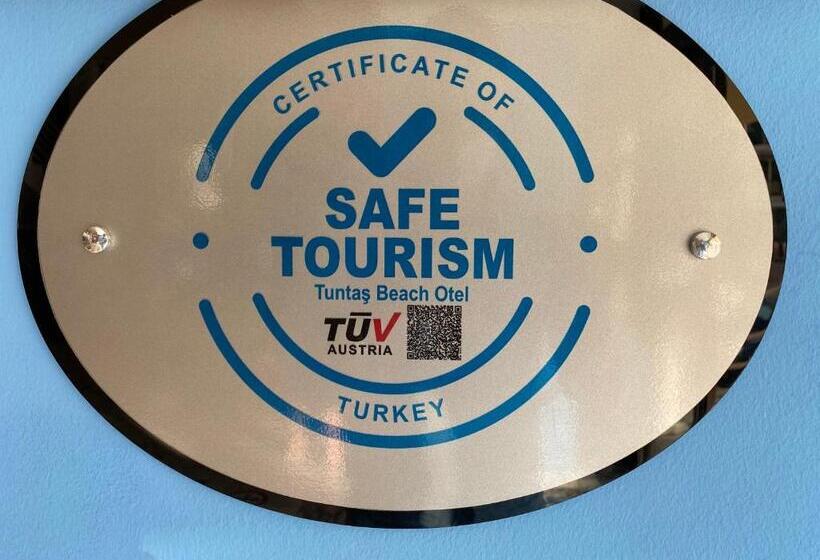 CERTIFICATE OF
SAFE
TOURISM
Tuntaş Beach Otel
TÜV
AUSTRIA
TURKEY